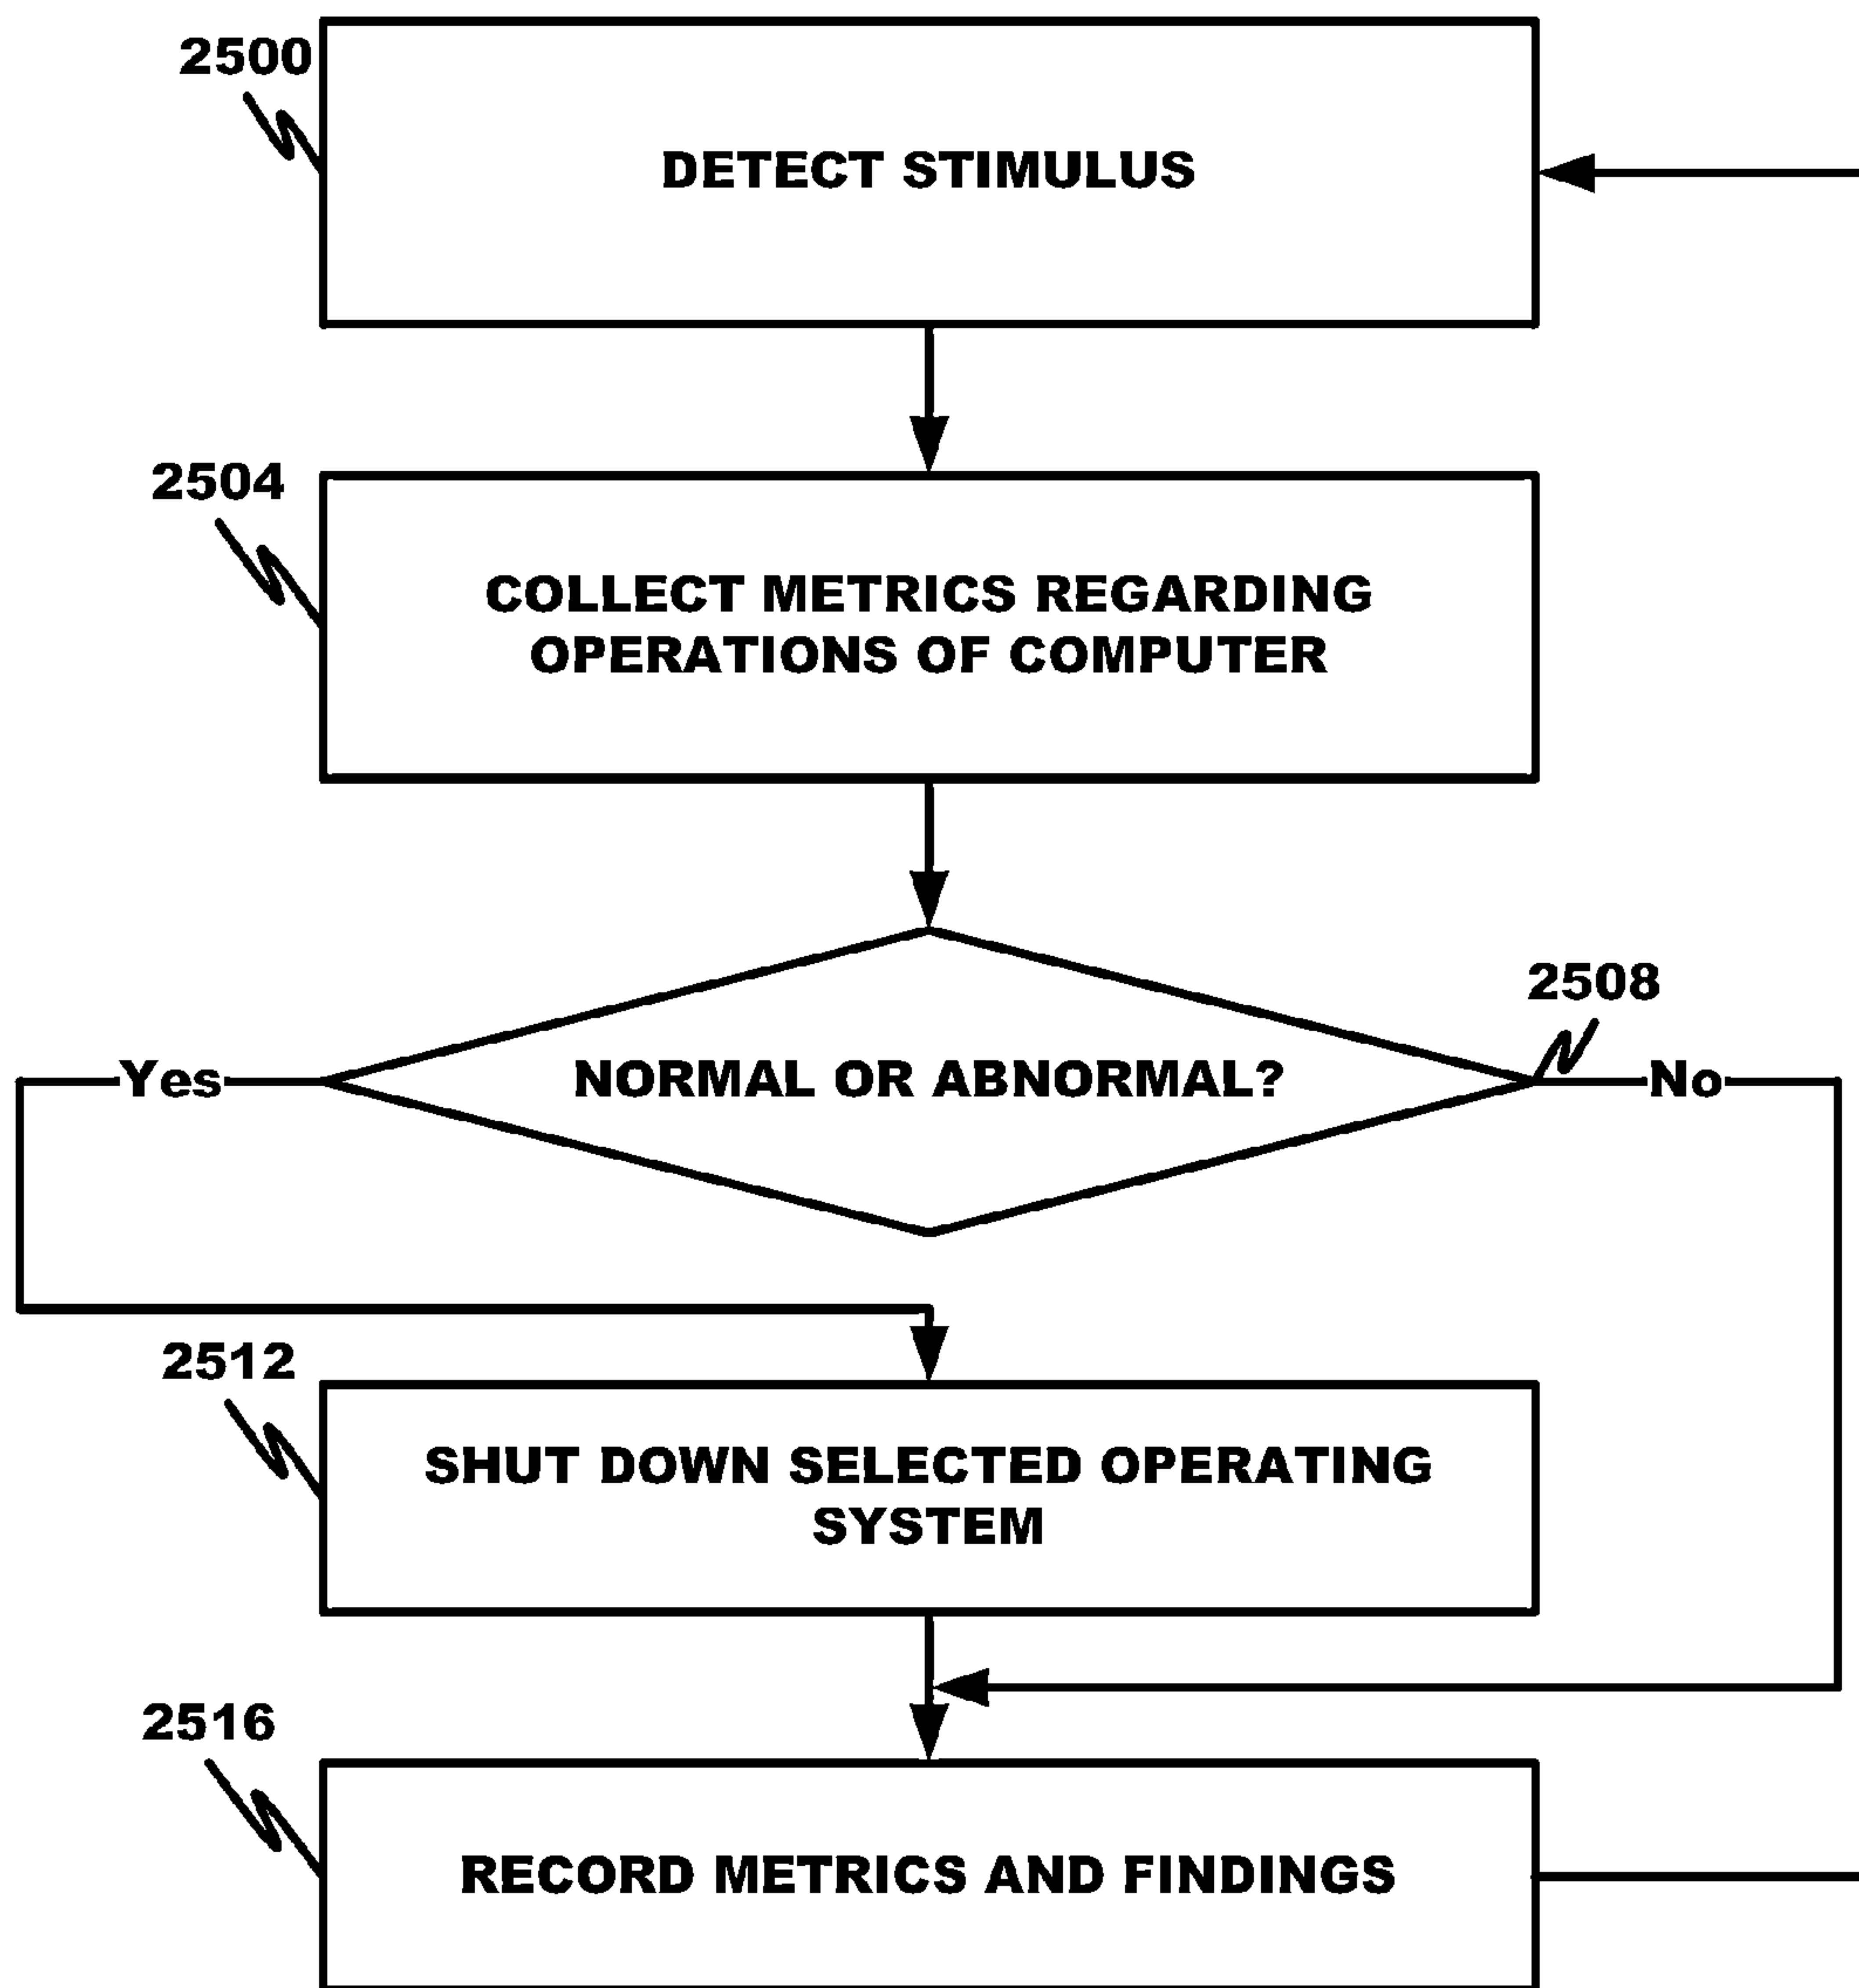 2500
DETECT STIMULUS
2504
COLLECT METRICS REGARDING
OPERATIONS OF COMPUTER
2508
Yes
NORMAL OR ABNORMAL?
No
2512
SHUT DOWN SELECTED OPERATING
SYSTEM
2516
RECORD METRICS AND FINDINGS